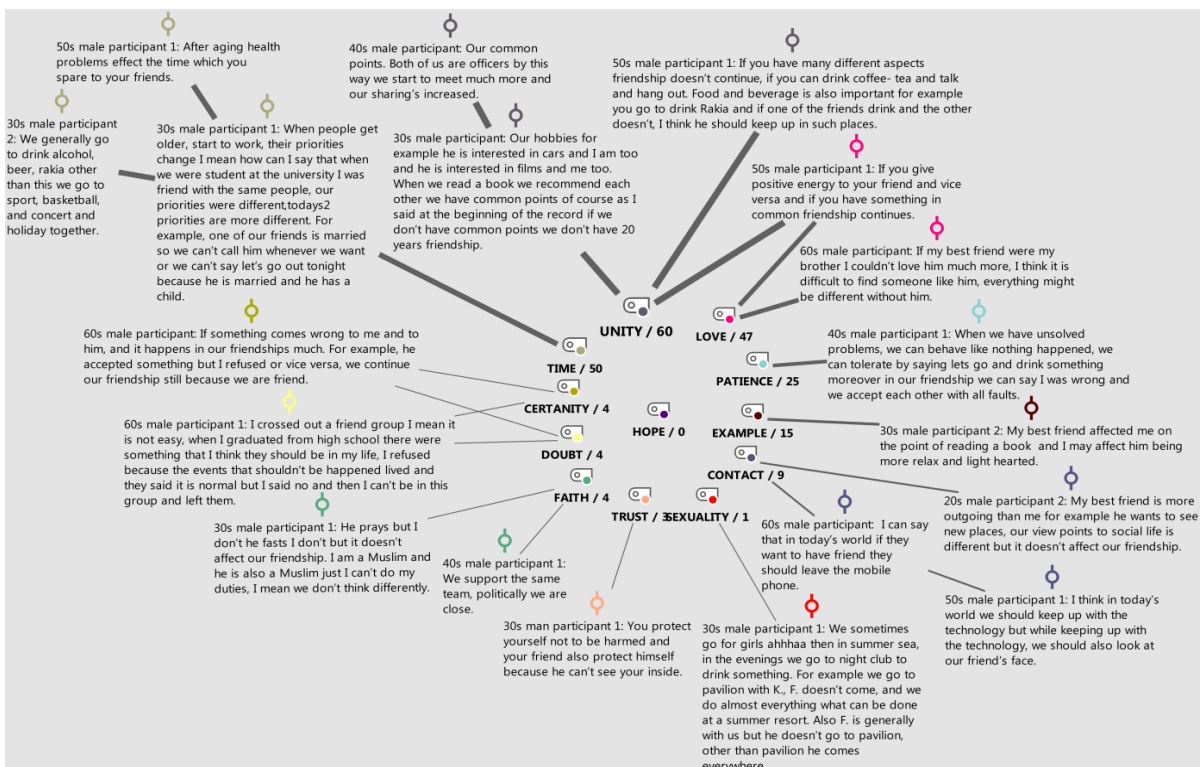 50s male participant 1: After aging health
problems effect the time which you
spare to your friends.
40s male participant: Our common
points. Both of us are officers by this
way we start to meet much more and
our sharing's increased.
50s male participant 1: If you have many different aspects
friendship doesn't continue, if you can drink coffee- tea and talk
and hang out. Food and beverage is also important for example
you go to drink Rakia and if one of the friends drink and the other
doesn't, I think he should keep up in such places.
30s male participant
2: We generally go
to drink alcohol,
beer, rakia other
than this we go to
sport, basketball,
and concert and
holiday together.
30s male participant 1: When people get
older, start to work, their priorities
change I mean how can I say that when
we were student at the university I was
friend with the same people, our
priorities were different,todays2
priorities are more different. For
example, one of our friends is married
so we can't call him whenever we want
or we can't say let's go out tonight
because he is married and he has a
child.
30s male participant: Our hobbies for
example he is interested in cars and I am too
and he is interested in films and me too.
When we read a book we recommend each
other we have common points of course as I
said at the beginning of the record if we
don't have common points we don't have 20
years friendship.
50s male participant 1: If you give
positive energy to your friend and vice
versa and if you have something in
common friendship continues.
60s male participant: If my best friend were my
brother I couldn't love him much more, I think it is
difficult to find someone like him, everything might
be different without him.
UNITY / 60
LOVE / 47
TIME / 50
PATIENCE / 25
CERTANITY / 4
HOPE / 0
EXAMPLE / 15
DOUBT / 4
CONTACT / 9
FAITH / 4
TRUST / 3
SEXUALITY / 1
60s male participant: If something comes wrong to me and to
him, and it happens in our friendships much. For example, he
accepted something but I refused or vice versa, we continue
our friendship still because we are friend.
40s male participant 1: When we have unsolved
problems, we can behave like nothing happened, we
can tolerate by saying lets go and drink something
moreover in our friendship we can say I was wrong and
we accept each other with all faults.
60s male participant 1: I crossed out a friend group I mean it
is not easy, when I graduated from high school there were
something that I think they should be in my life, I refused
because the events that shouldn't be happened lived and
they said it is normal but I said no and then I can't be in this
group and left them.
30s male participant 2: My best friend affected me on
the point of reading a book and I may affect him being
more relax and light hearted.
30s male participant 1: He prays but I
don't he fasts I don't but it doesn't
affect our friendship. I am a Muslim and
he is also a Muslim just I can't do my
duties, I mean we don't think differently.
40s male participant 1:
We support the same
team, politically we are
close.
60s male participant: I can say
that in today's world if they
want to have friend they
should leave the mobile
phone.
20s male participant 2: My best friend is more
outgoing than me for example he wants to see
new places, our view points to social life is
different but it doesn't affect our friendship.
30s man participant 1: You protect
yourself not to be harmed and
your friend also protect himself
because he can't see your inside.
30s male participant 1: We sometimes
go for girls ahhhaa then in summer sea,
in the evenings we go to night club to
drink something. For example we go to
pavilion with K., F. doesn't come, and we
do almost everything what can be done
at a summer resort. Also F. is generally
with us but he doesn't go to pavilion,
other than pavilion he comes
everywhere
50s male participant 1: I think in today's
world we should keep up with the
technology but while keeping up with
the technology, we should also look at
our friend's face.